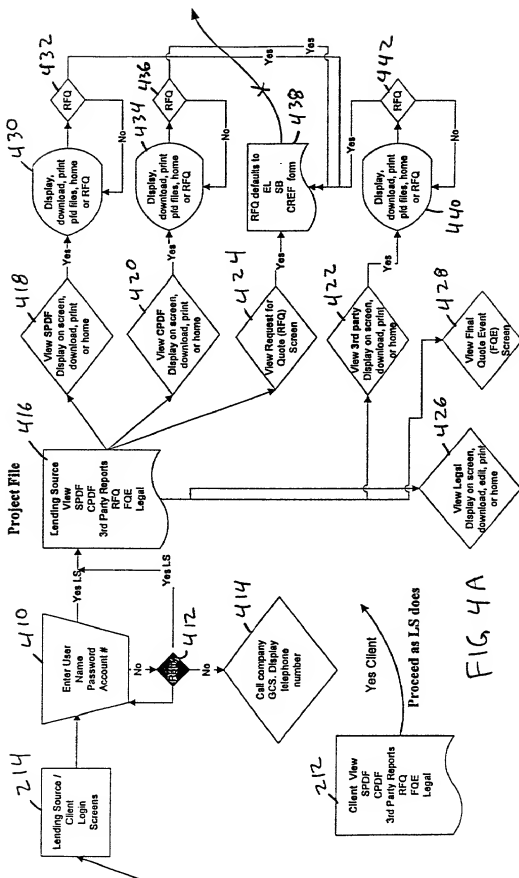 Project File
430
432
Display,
download, print
pfd files, home
or RFQ
RFQ
No
Yes
434
436
Display,
download, print
pfd files, home
or RFQ
RFQ
No
Yes
438
RFQ defaults to
EL
SB
CREF form
442
Yes
Yes
Display,
download, print
pfd files, home
or RFQ
RFQ
No
440
418
View SPDF
Display on screen,
download, print
or home
Yes
420
View CPDF
Display on screen,
download, print
or home
Yes
424
View Request for
Quote (RFQ)
Screen
Yes
422
View 3rd party
Display on screen,
download, print
or home
Yes
428
View Final
Quote Event
(FQE)
Screen
416
Lending Source
View
SPDF
CPDF
3rd Party Reports
RFQ
FQE
Legal
426
View Legal
Display on screen,
download, edit, print
or home
410
Enter User
Name
Password
Account #
Yes LS
Yes LS
No
412
No
414
Call company
GCS. Display
telephone
number
214
Lending Source /
Client
Login
Screens
Yes Client
Proceed as LS does
212
Client View
SPDF
CPDF
3rd Party Reports
RFQ
FQE
Legal
FIG. 4A